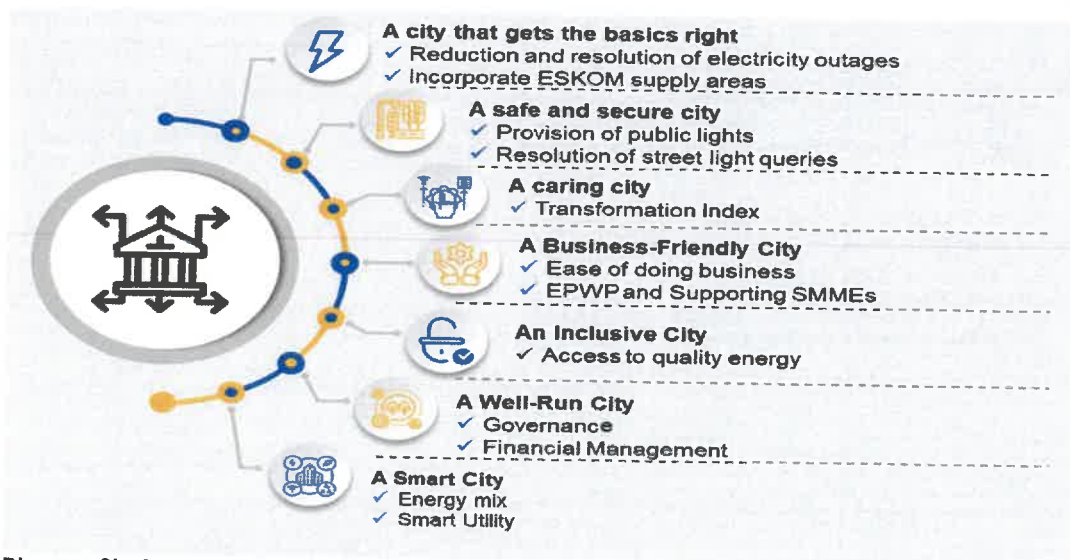 A city that gets the basics right
✓ Reduction and resolution of electricity outages
✓ Incorporate ESKOM supply areas
A safe and secure city
✓ Provision of public lights
✓ Resolution of street light queries
A caring city
✓ Transformation Index
A Business-Friendly City
✓ Ease of doing business
✓ EPWP and Supporting SMMEs
An Inclusive City
✓ Access to quality energy
A Well-Run City
✓ Governance
✓ Financial Management
A Smart City
✓ Energy mix
✓ Smart Utility